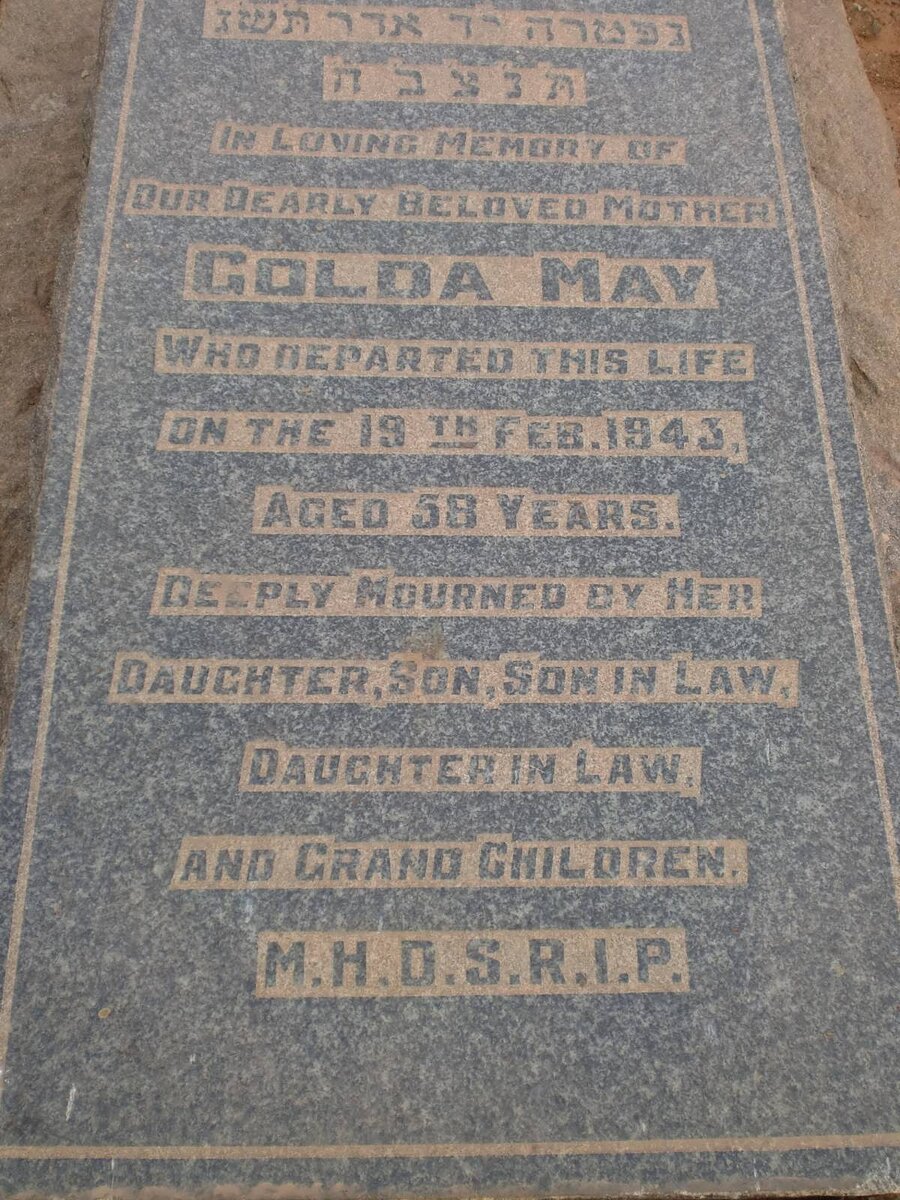 נפטרה יד אדר תשג
ת נ צ ב ה
IN LOVING MEMORY OF
OUR DEARLY BELOVED MOTHER
GOLDA MAY
WHO DEPARTED THIS LIFE
ON THE 19TH FEB. 1943,
AGED 58 YEARS.
DEEPLY MOURNED BY HER
DAUGHTER, SON, SON IN LAW,
DAUGHTER IN LAW,
AND GRAND CHILDREN.
M.H.D.S.R.I.P.